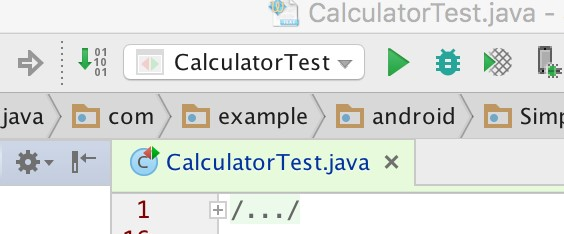 CalculatorTest.java -
CalculatorTest
java com example android Simp
CalculatorTest.java
1 /.../